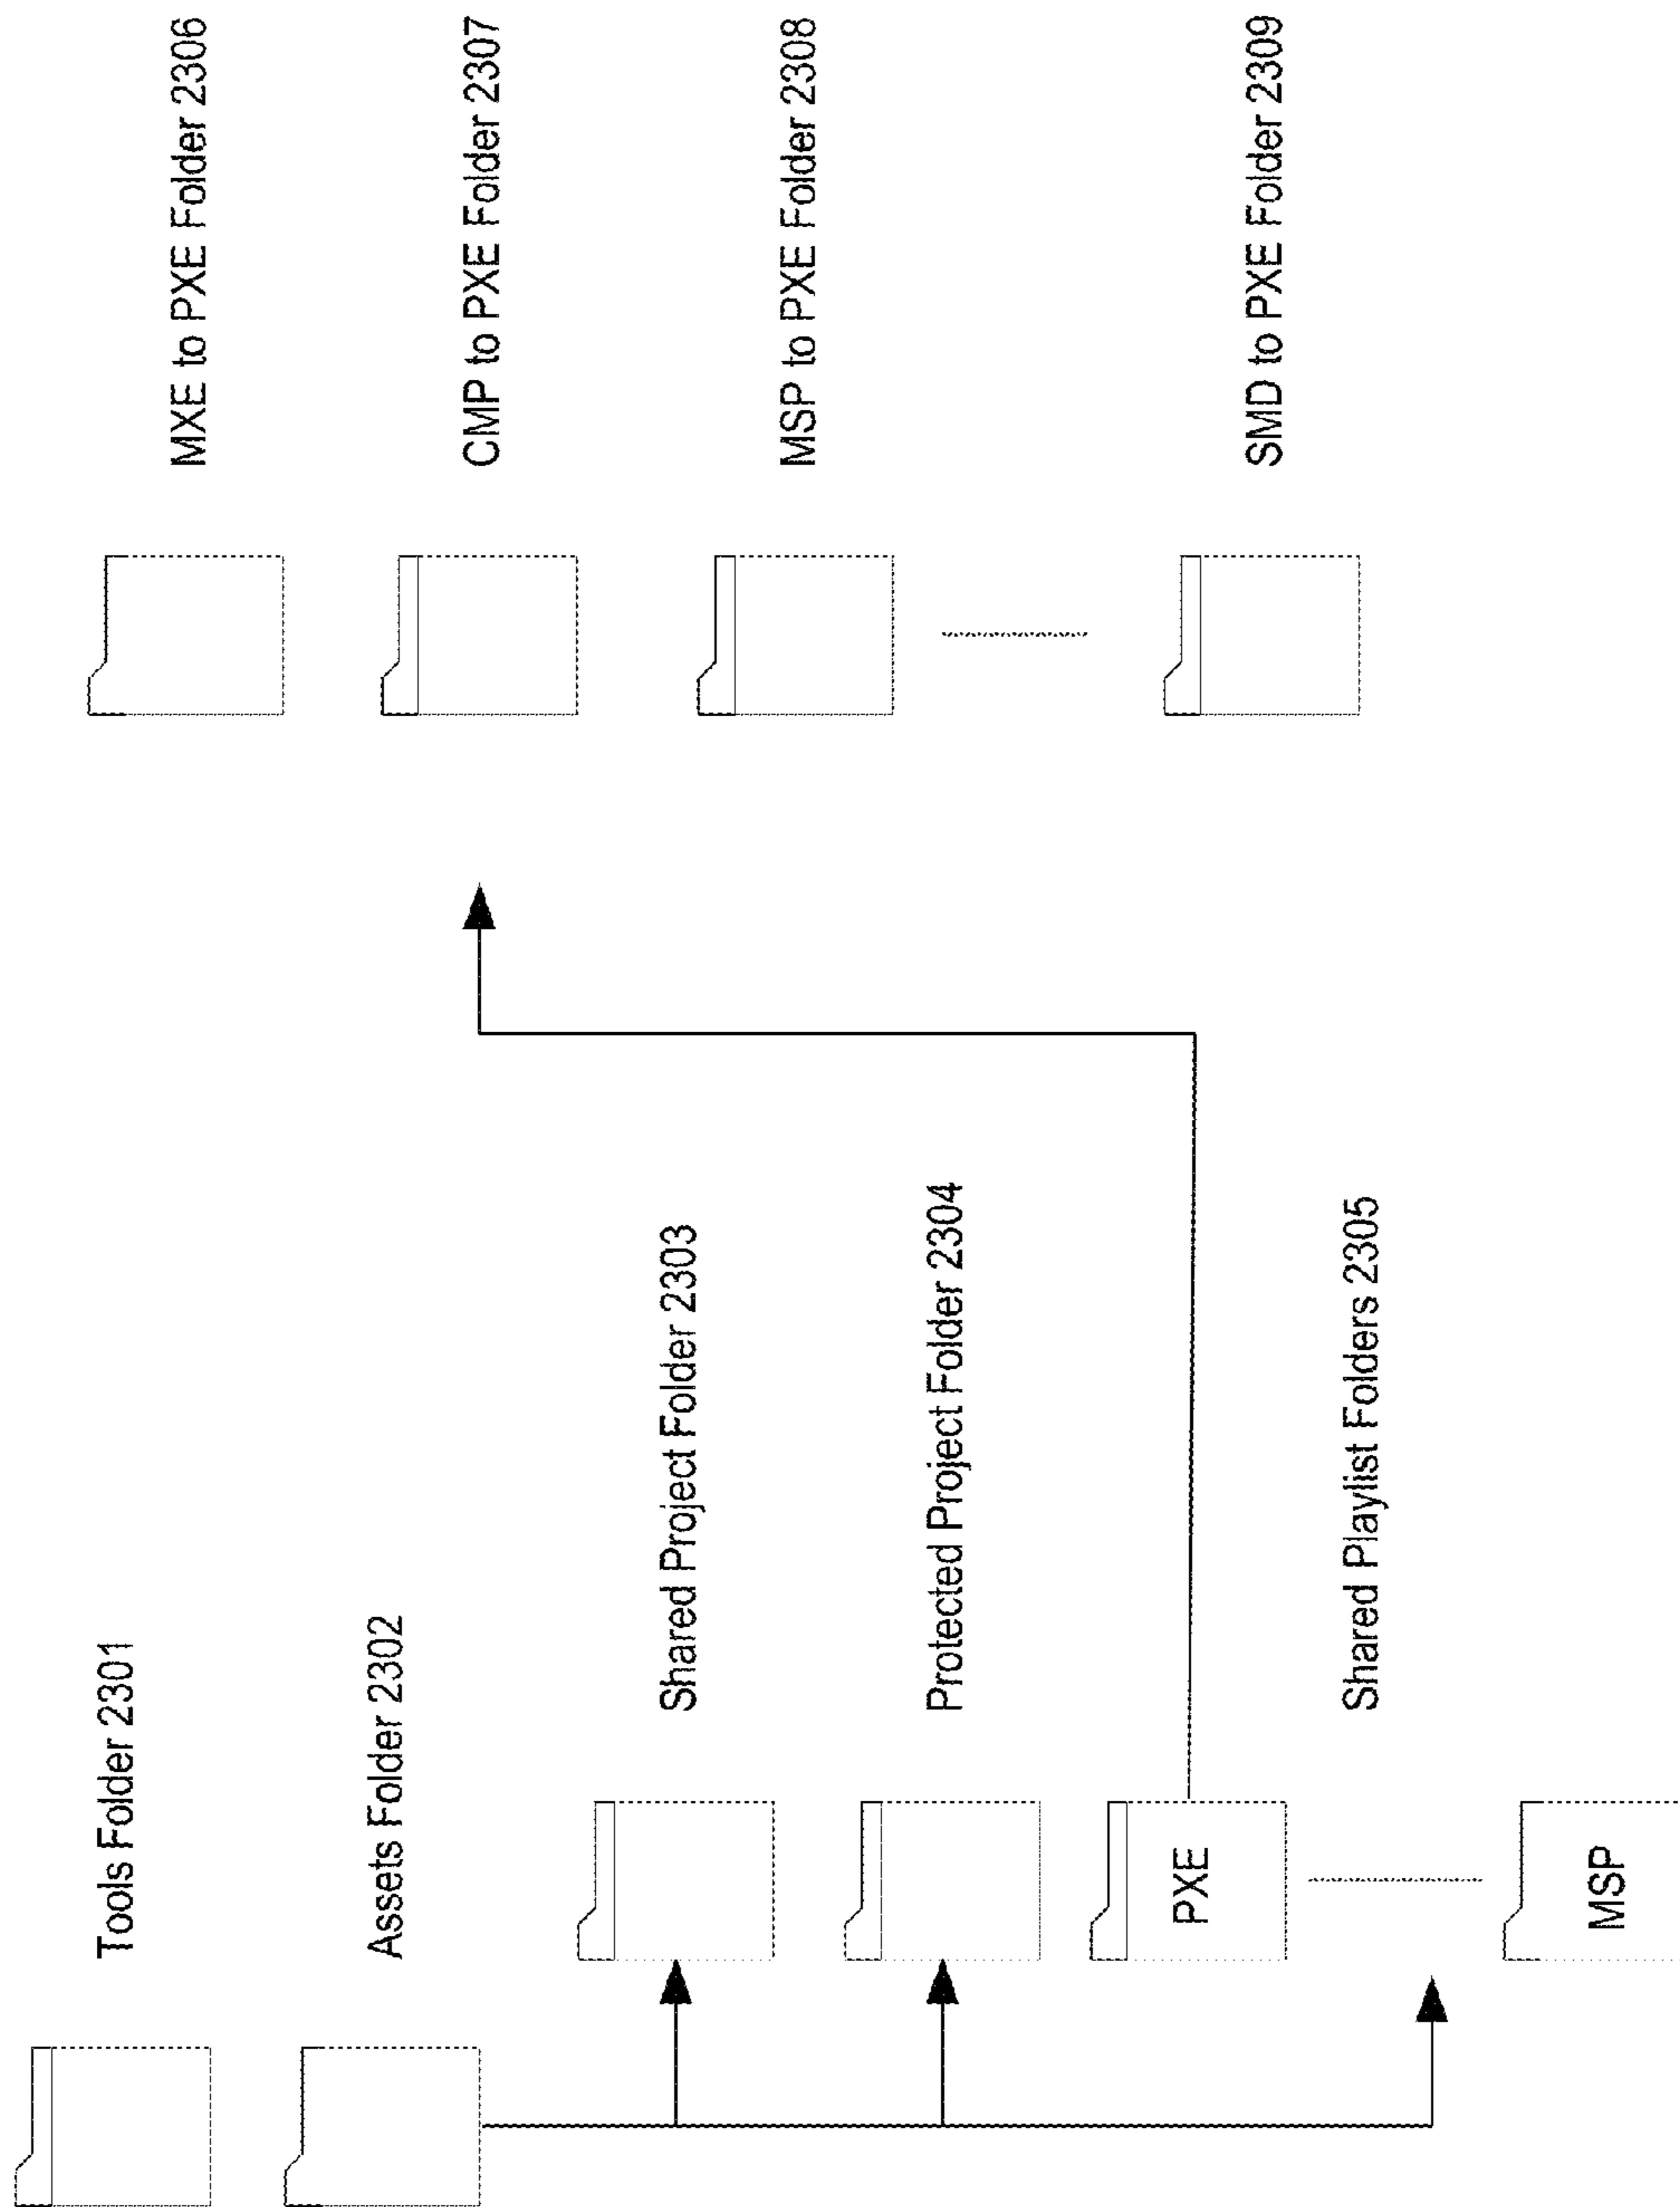 Tools Folder 2301
Assets Folder 2302
Shared Project Folder 2303
Protected Project Folder 2304
PXE
Shared Playlist Folders 2305
MSP
MXE to PXE Folder 2306
CMP to PXE Folder 2307
MSP to PXE Folder 2308
SMD to PXE Folder 2309